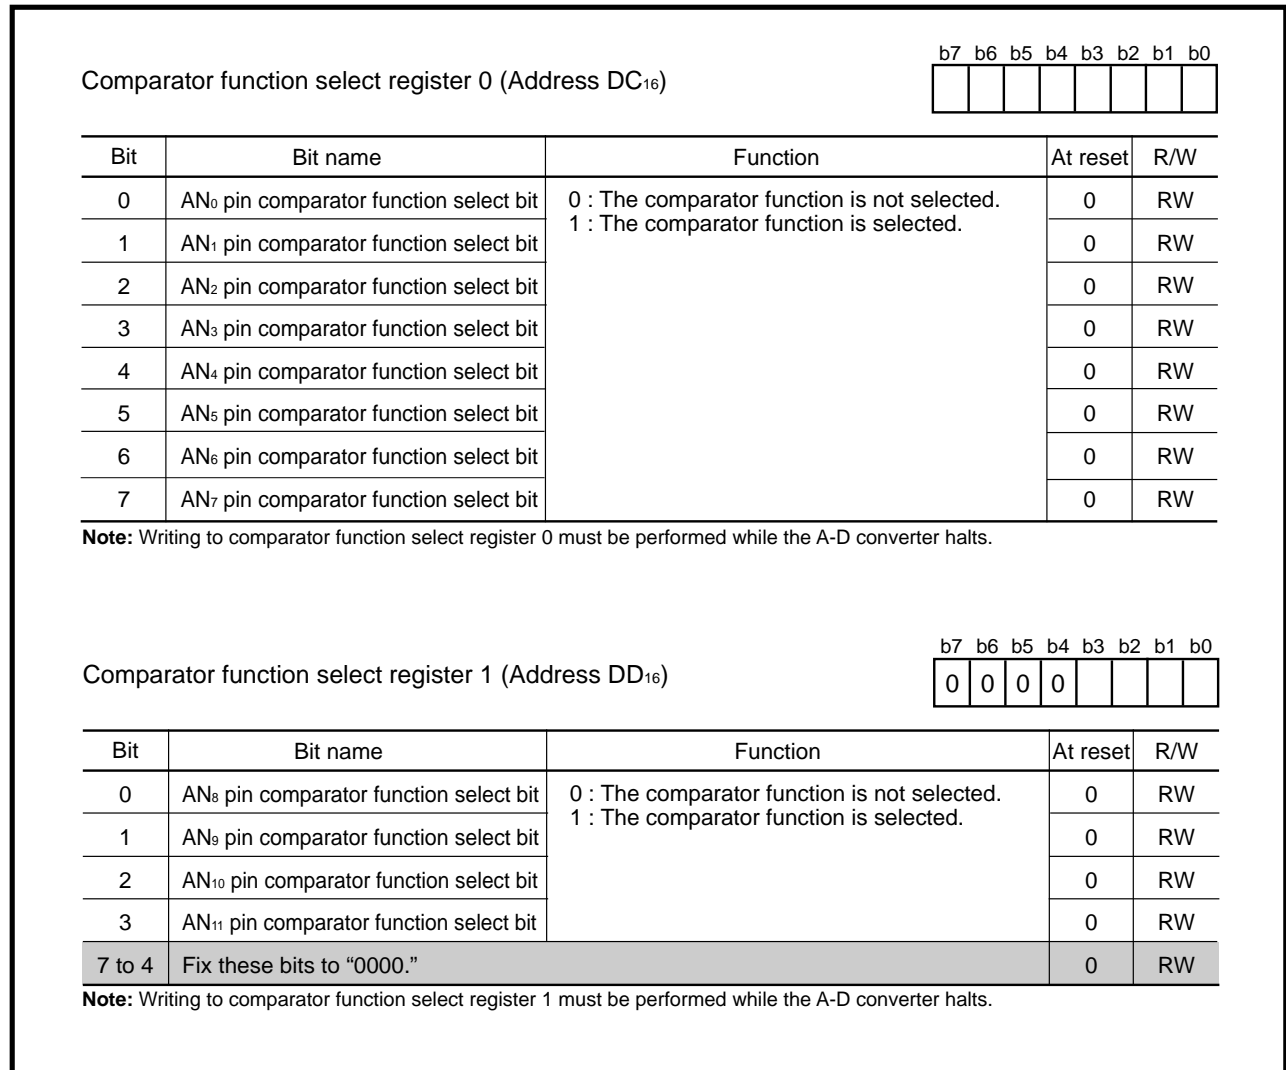 b7 b6 b5 b4 b3 b2 b1 b0
Comparator function select register 0 (Address DC16)
Bit Bit name Function At reset R/W
0 AN0 pin comparator function select bit 0 : The comparator function is not selected. 0 RW
1 : The comparator function is selected.
1 AN1 pin comparator function select bit 0 RW
2 AN2 pin comparator function select bit 0 RW
3 AN3 pin comparator function select bit 0 RW
4 AN4 pin comparator function select bit 0 RW
5 AN5 pin comparator function select bit 0 RW
6 AN6 pin comparator function select bit 0 RW
7 AN7 pin comparator function select bit 0 RW
Note: Writing to comparator function select register 0 must be performed while the A-D converter halts.
b7 b6 b5 b4 b3 b2 b1 b0
Comparator function select register 1 (Address DD16) 0 0 0 0
Bit Bit name Function At reset R/W
0 AN8 pin comparator function select bit 0 : The comparator function is not selected. 0 RW
1 : The comparator function is selected.
1 AN9 pin comparator function select bit 0 RW
2 AN10 pin comparator function select bit 0 RW
3 AN11 pin comparator function select bit 0 RW
7 to 4 Fix these bits to “0000.” 0 RW
Note: Writing to comparator function select register 1 must be performed while the A-D converter halts.